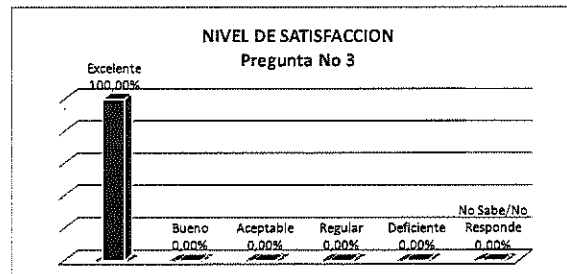 NIVEL DE SATISFACCION
Pregunta No 3
Excelente
100,00%
Bueno
0,00%
Aceptable
0,00%
Regular
0,00%
Deficiente
0,00%
No Sabe/No
Responde
0,00%